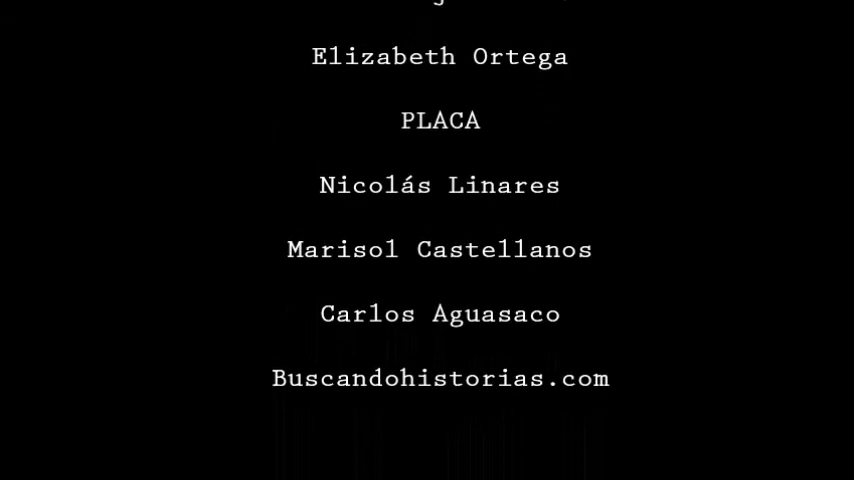 Elizabeth Ortega
PLACA
Nicolás Linares
Marisol Castellanos
Carlos Aguasaco
Buscandohistorias.com